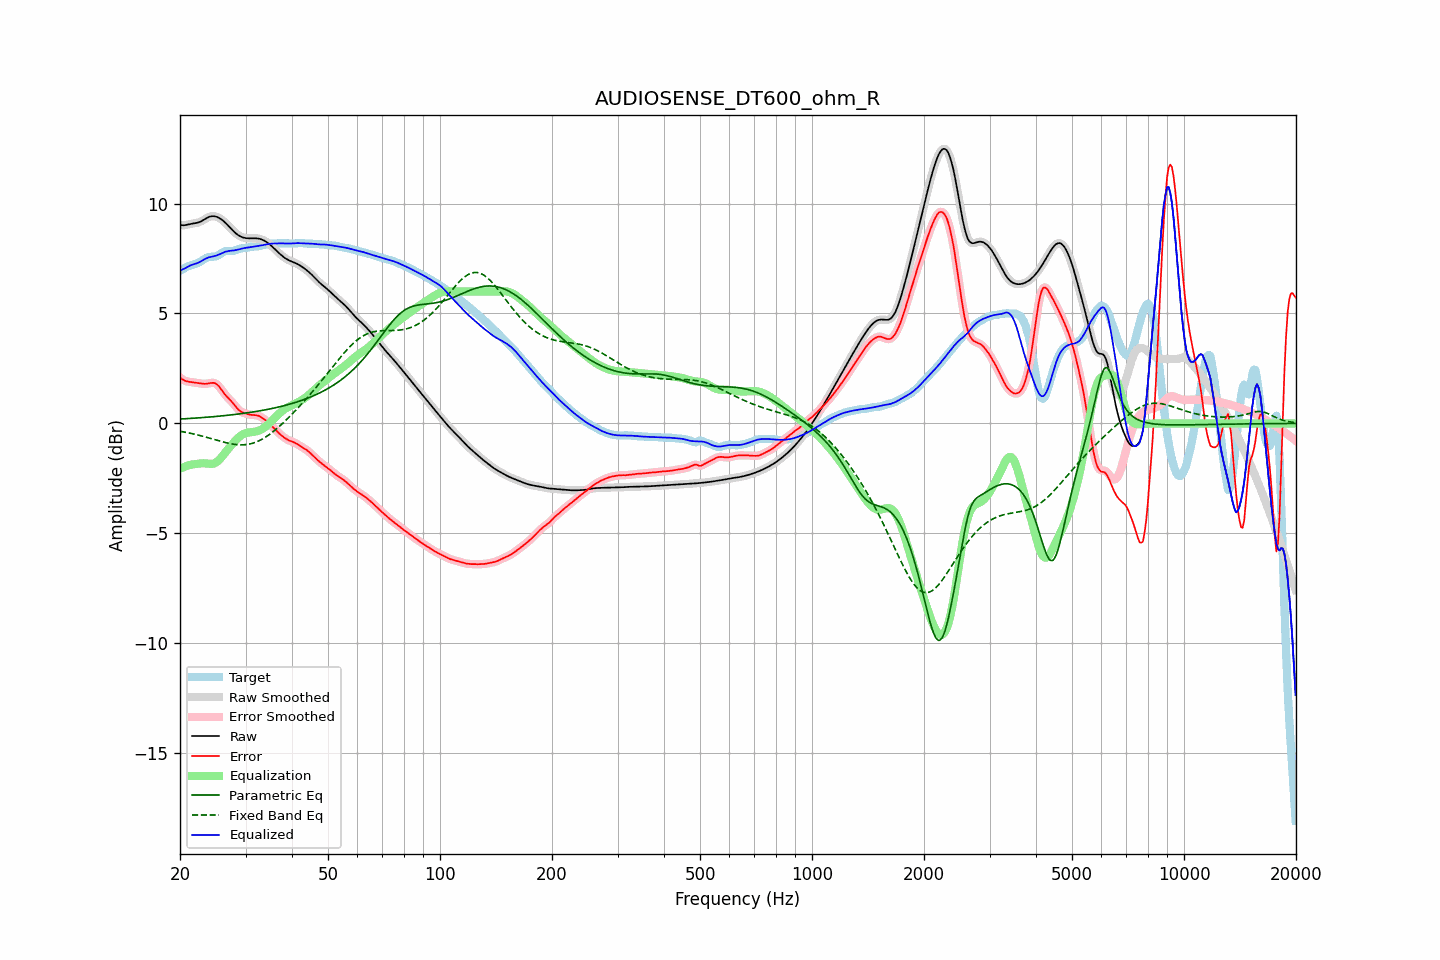 AUDIOSENSE_DT600_ohm_R
Amplitude (dBr)
10
5
0
−5
−10
−15
Target
Raw Smoothed
Error Smoothed
Raw
Error
Equalization
Parametric Eq
Fixed Band Eq
Equalized
20 50 100 200 500 1000 2000 5000 10000 20000
Frequency (Hz)